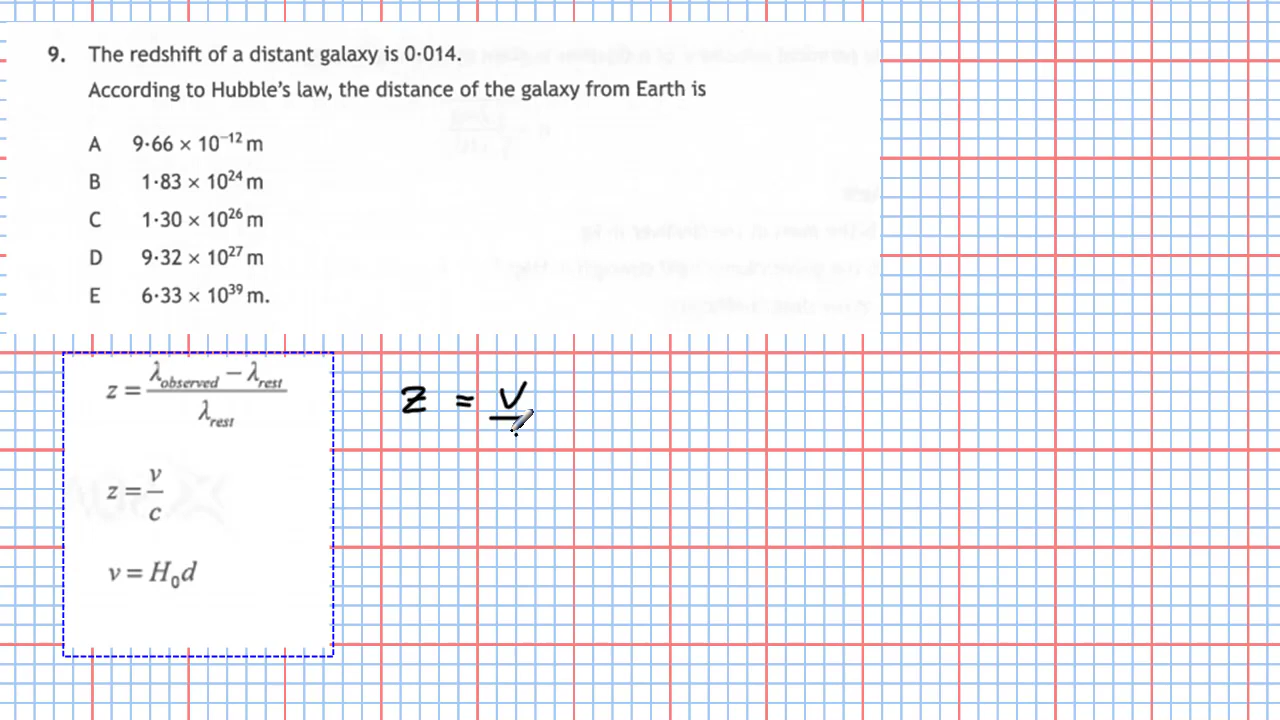 9. The redshift of a distant galaxy is 0·014.
According to Hubble’s law, the distance of the galaxy from Earth is
A 9·66 × 10⁻¹² m
B 1·83 × 10²⁴ m
C 1·30 × 10²⁶ m
D 9·32 × 10²⁷ m
E 6·33 × 10³⁹ m.
z = (λobserved − λrest) / λrest
z = v / c
v = H₀d
z = v